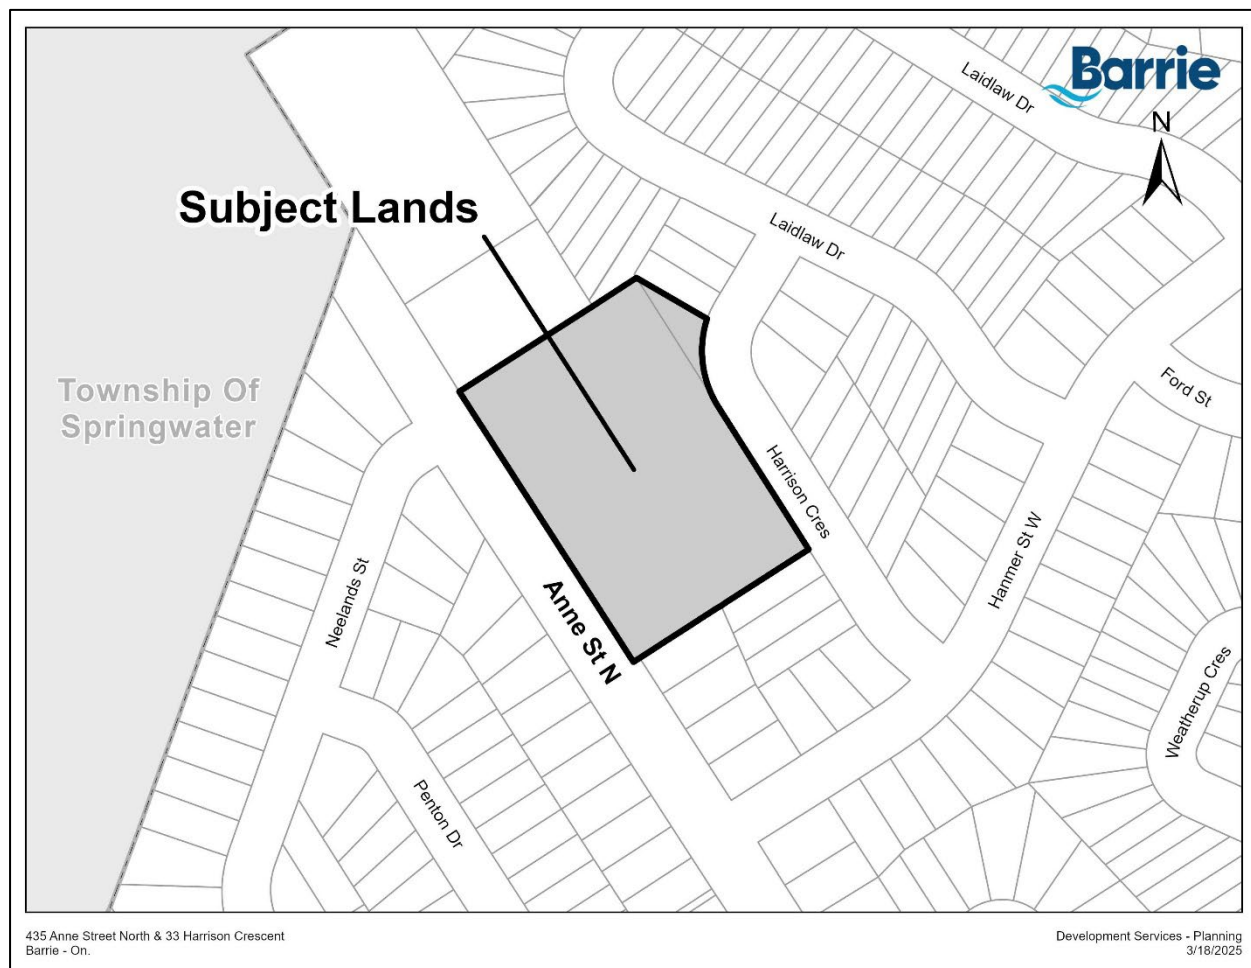 Laidlaw Dr
Barrie
N
Subject Lands
Laidlaw Dr
Township Of
Springwater
Ford St
Harrison Cres
Hanmer St W
Neelands St
Anne St N
Weatherup Cres
Penton Dr
435 Anne Street North & 33 Harrison Crescent
Barrie - On.
Development Services - Planning
3/18/2025